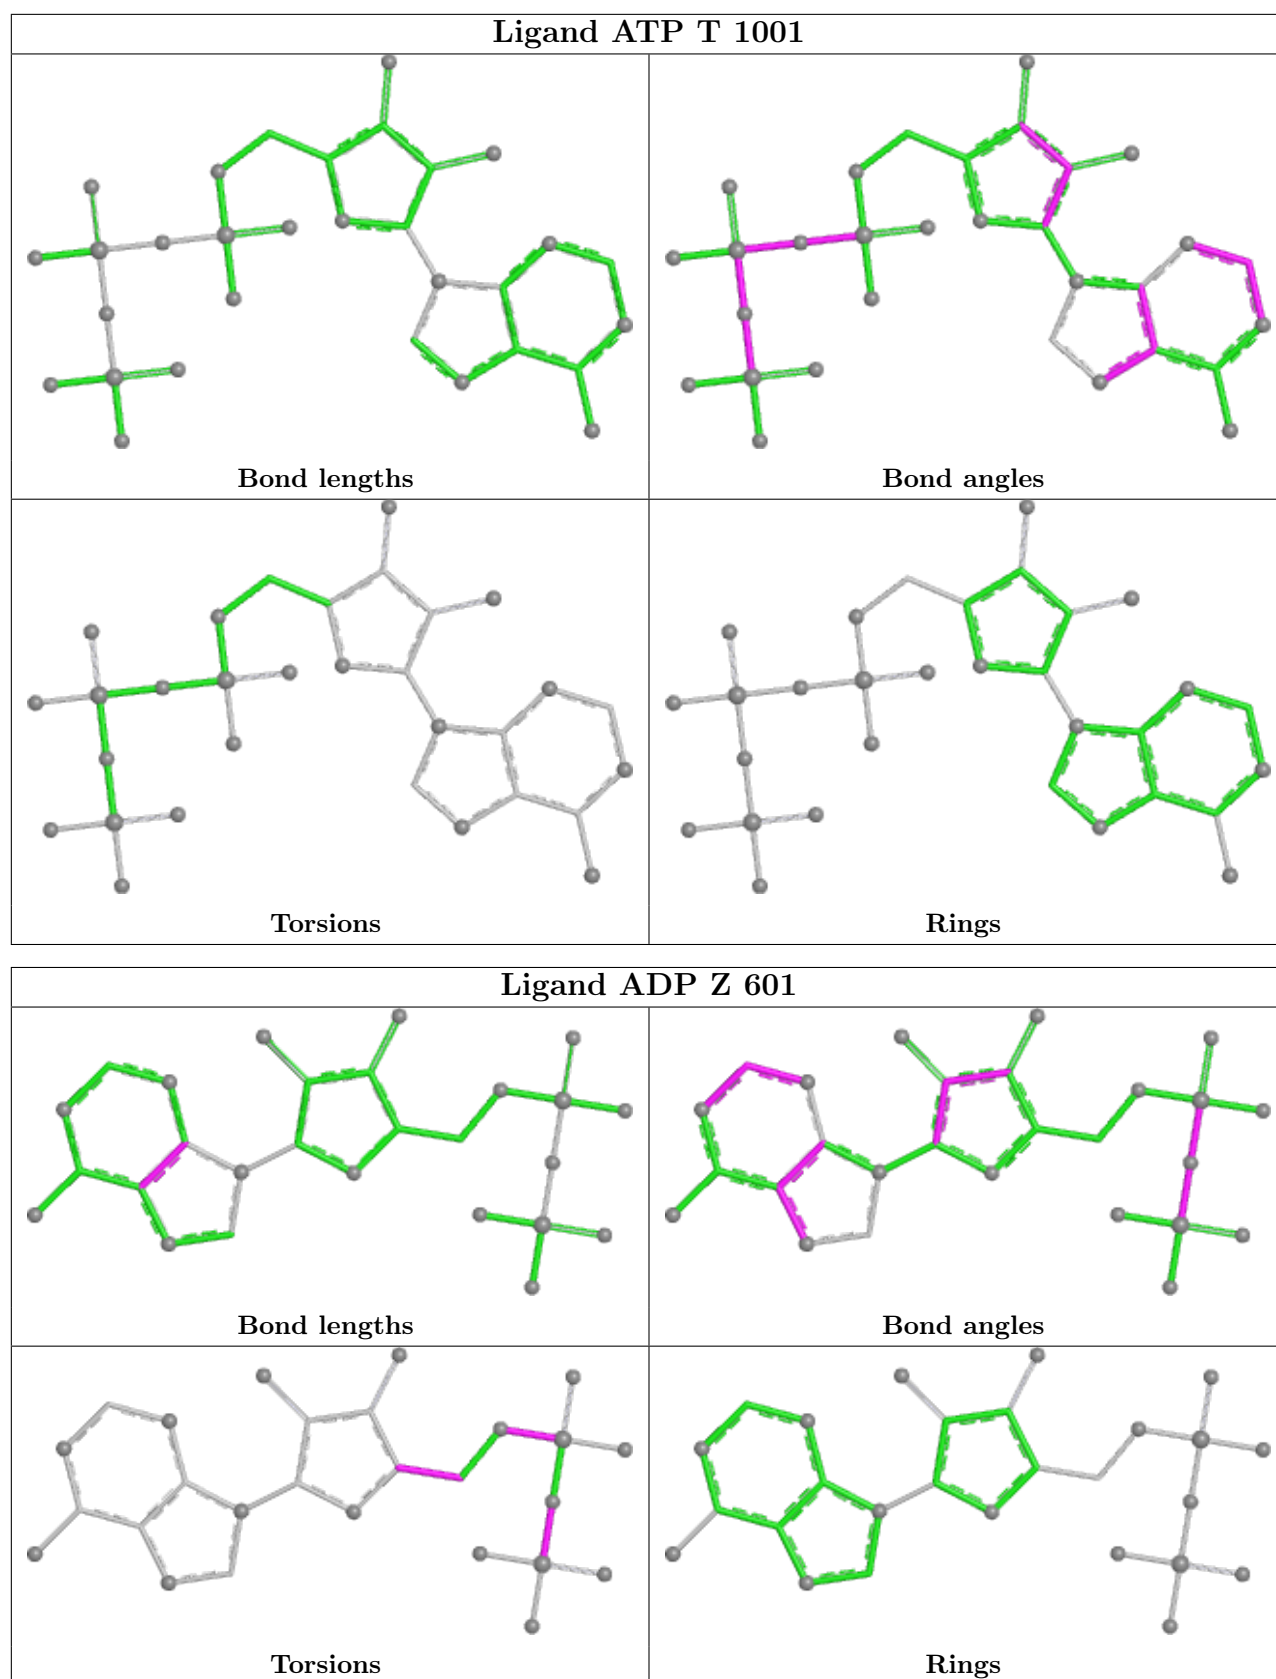 Ligand ATP T 1001
Bond lengths
Bond angles
Torsions
Rings
Ligand ADP Z 601
Bond lengths
Bond angles
Torsions
Rings